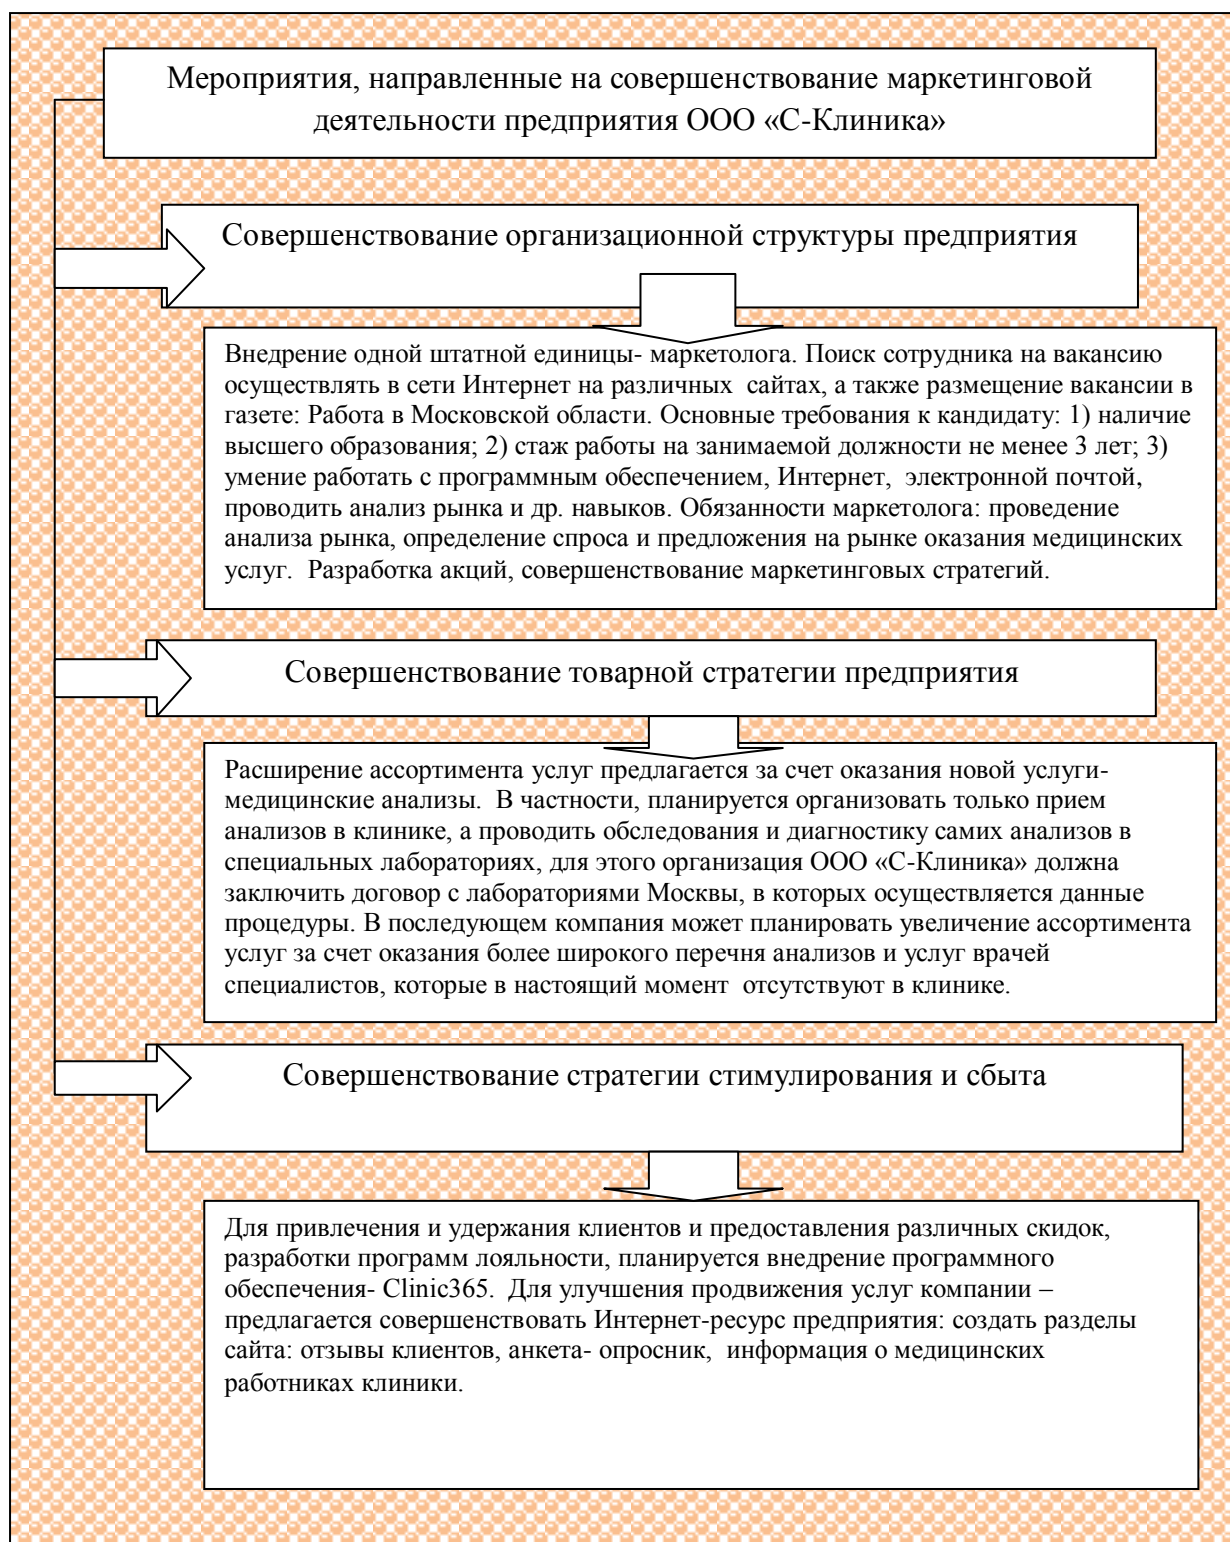 Мероприятия, направленные на совершенствование маркетинговой
деятельности предприятия ООО «С-Клиника»
Совершенствование организационной структуры предприятия
Внедрение одной штатной единицы- маркетолога. Поиск сотрудника на вакансию
осуществлять в сети Интернет на различных  сайтах, а также размещение вакансии в
газете: Работа в Московской области. Основные требования к кандидату: 1) наличие
высшего образования; 2) стаж работы на занимаемой должности не менее 3 лет; 3)
умение работать с программным обеспечением, Интернет,  электронной почтой,
проводить анализ рынка и др. навыков. Обязанности маркетолога: проведение
анализа рынка, определение спроса и предложения на рынке оказания медицинских
услуг.  Разработка акций, совершенствование маркетинговых стратегий.
Совершенствование товарной стратегии предприятия
Расширение ассортимента услуг предлагается за счет оказания новой услуги-
медицинские анализы.  В частности, планируется организовать только прием
анализов в клинике, а проводить обследования и диагностику самих анализов в
специальных лабораториях, для этого организация ООО «С-Клиника» должна
заключить договор с лабораториями Москвы, в которых осуществляется данные
процедуры. В последующем компания может планировать увеличение ассортимента
услуг за счет оказания более широкого перечня анализов и услуг врачей
специалистов, которые в настоящий момент  отсутствуют в клинике.
Совершенствование стратегии стимулирования и сбыта
Для привлечения и удержания клиентов и предоставления различных скидок,
разработки программ лояльности, планируется внедрение программного
обеспечения- Clinic365.  Для улучшения продвижения услуг компании –
предлагается совершенствовать Интернет-ресурс предприятия: создать разделы
сайта: отзывы клиентов, анкета- опросник,  информация о медицинских
работниках клиники.